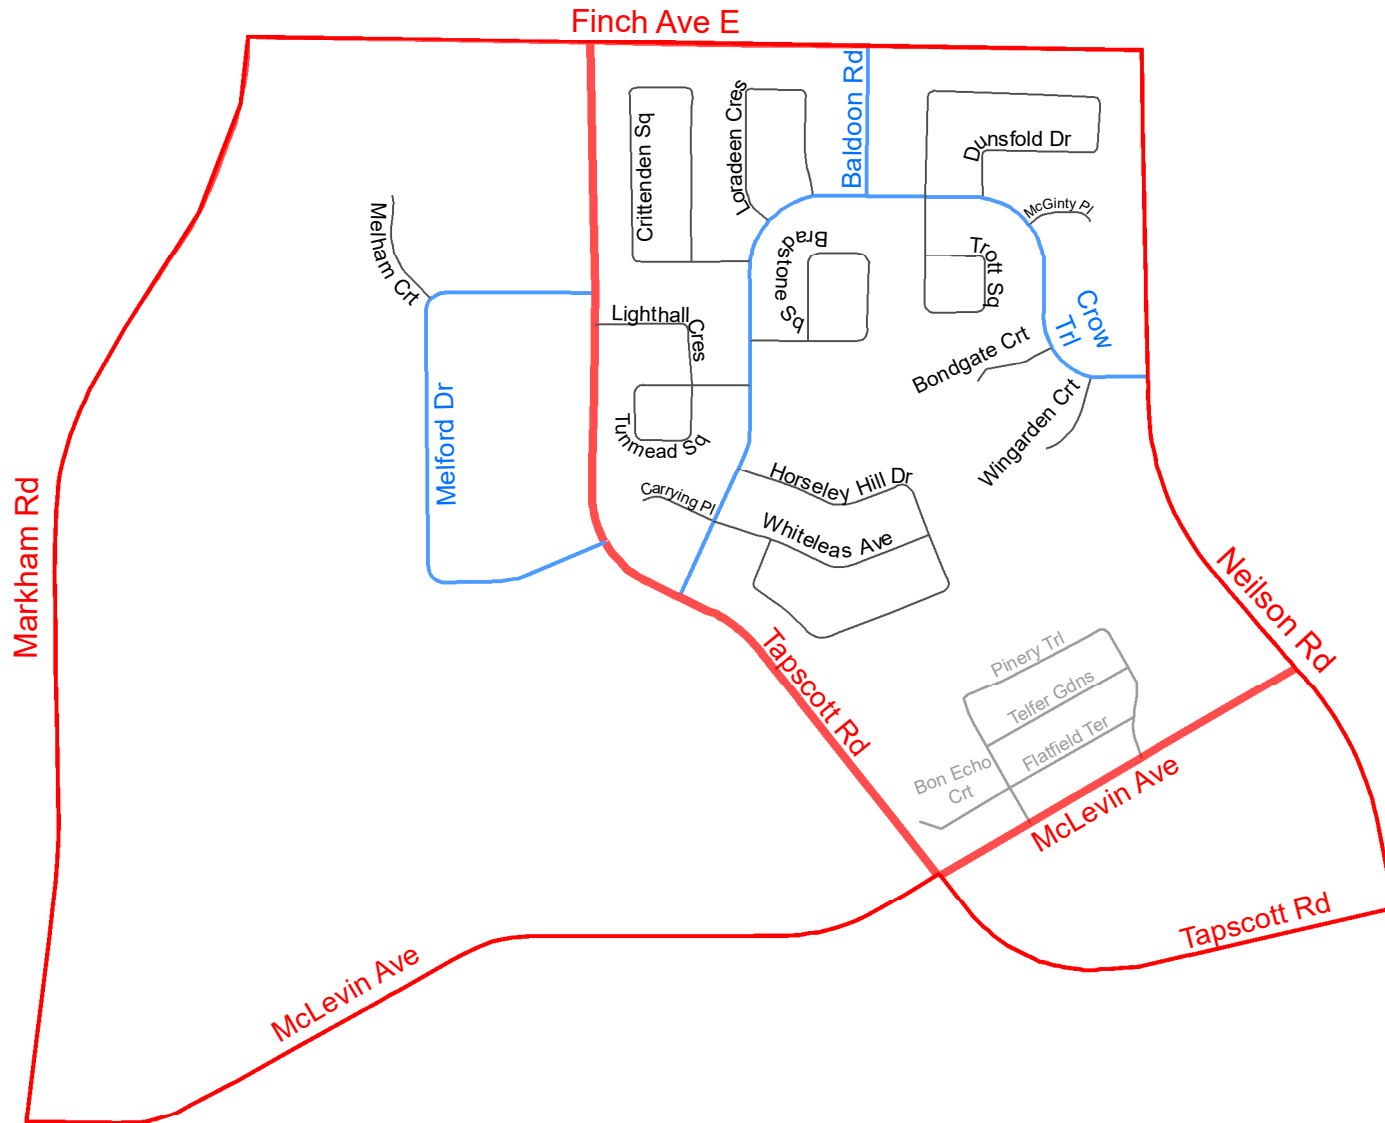 Finch Ave E
Baldoon Rd
Crittenden Sq
Loradeen Cres
Dunsfold Dr
McGinty Pl
Melham Crt
Bradstone Sq
Trott Sq
Lighthall Cres
Crow
Trl
Bondgate Crt
Wingarden Crt
Melford Dr
Tunmead Sq
Horseley Hill Dr
Carrying Pl
Whiteleas Ave
Markham Rd
Neilson Rd
Tapscott Rd
Pinery Trl
Telfer Gdns
Flatfield Ter
Bon Echo
Crt
McLevin Ave
Tapscott Rd
McLevin Ave